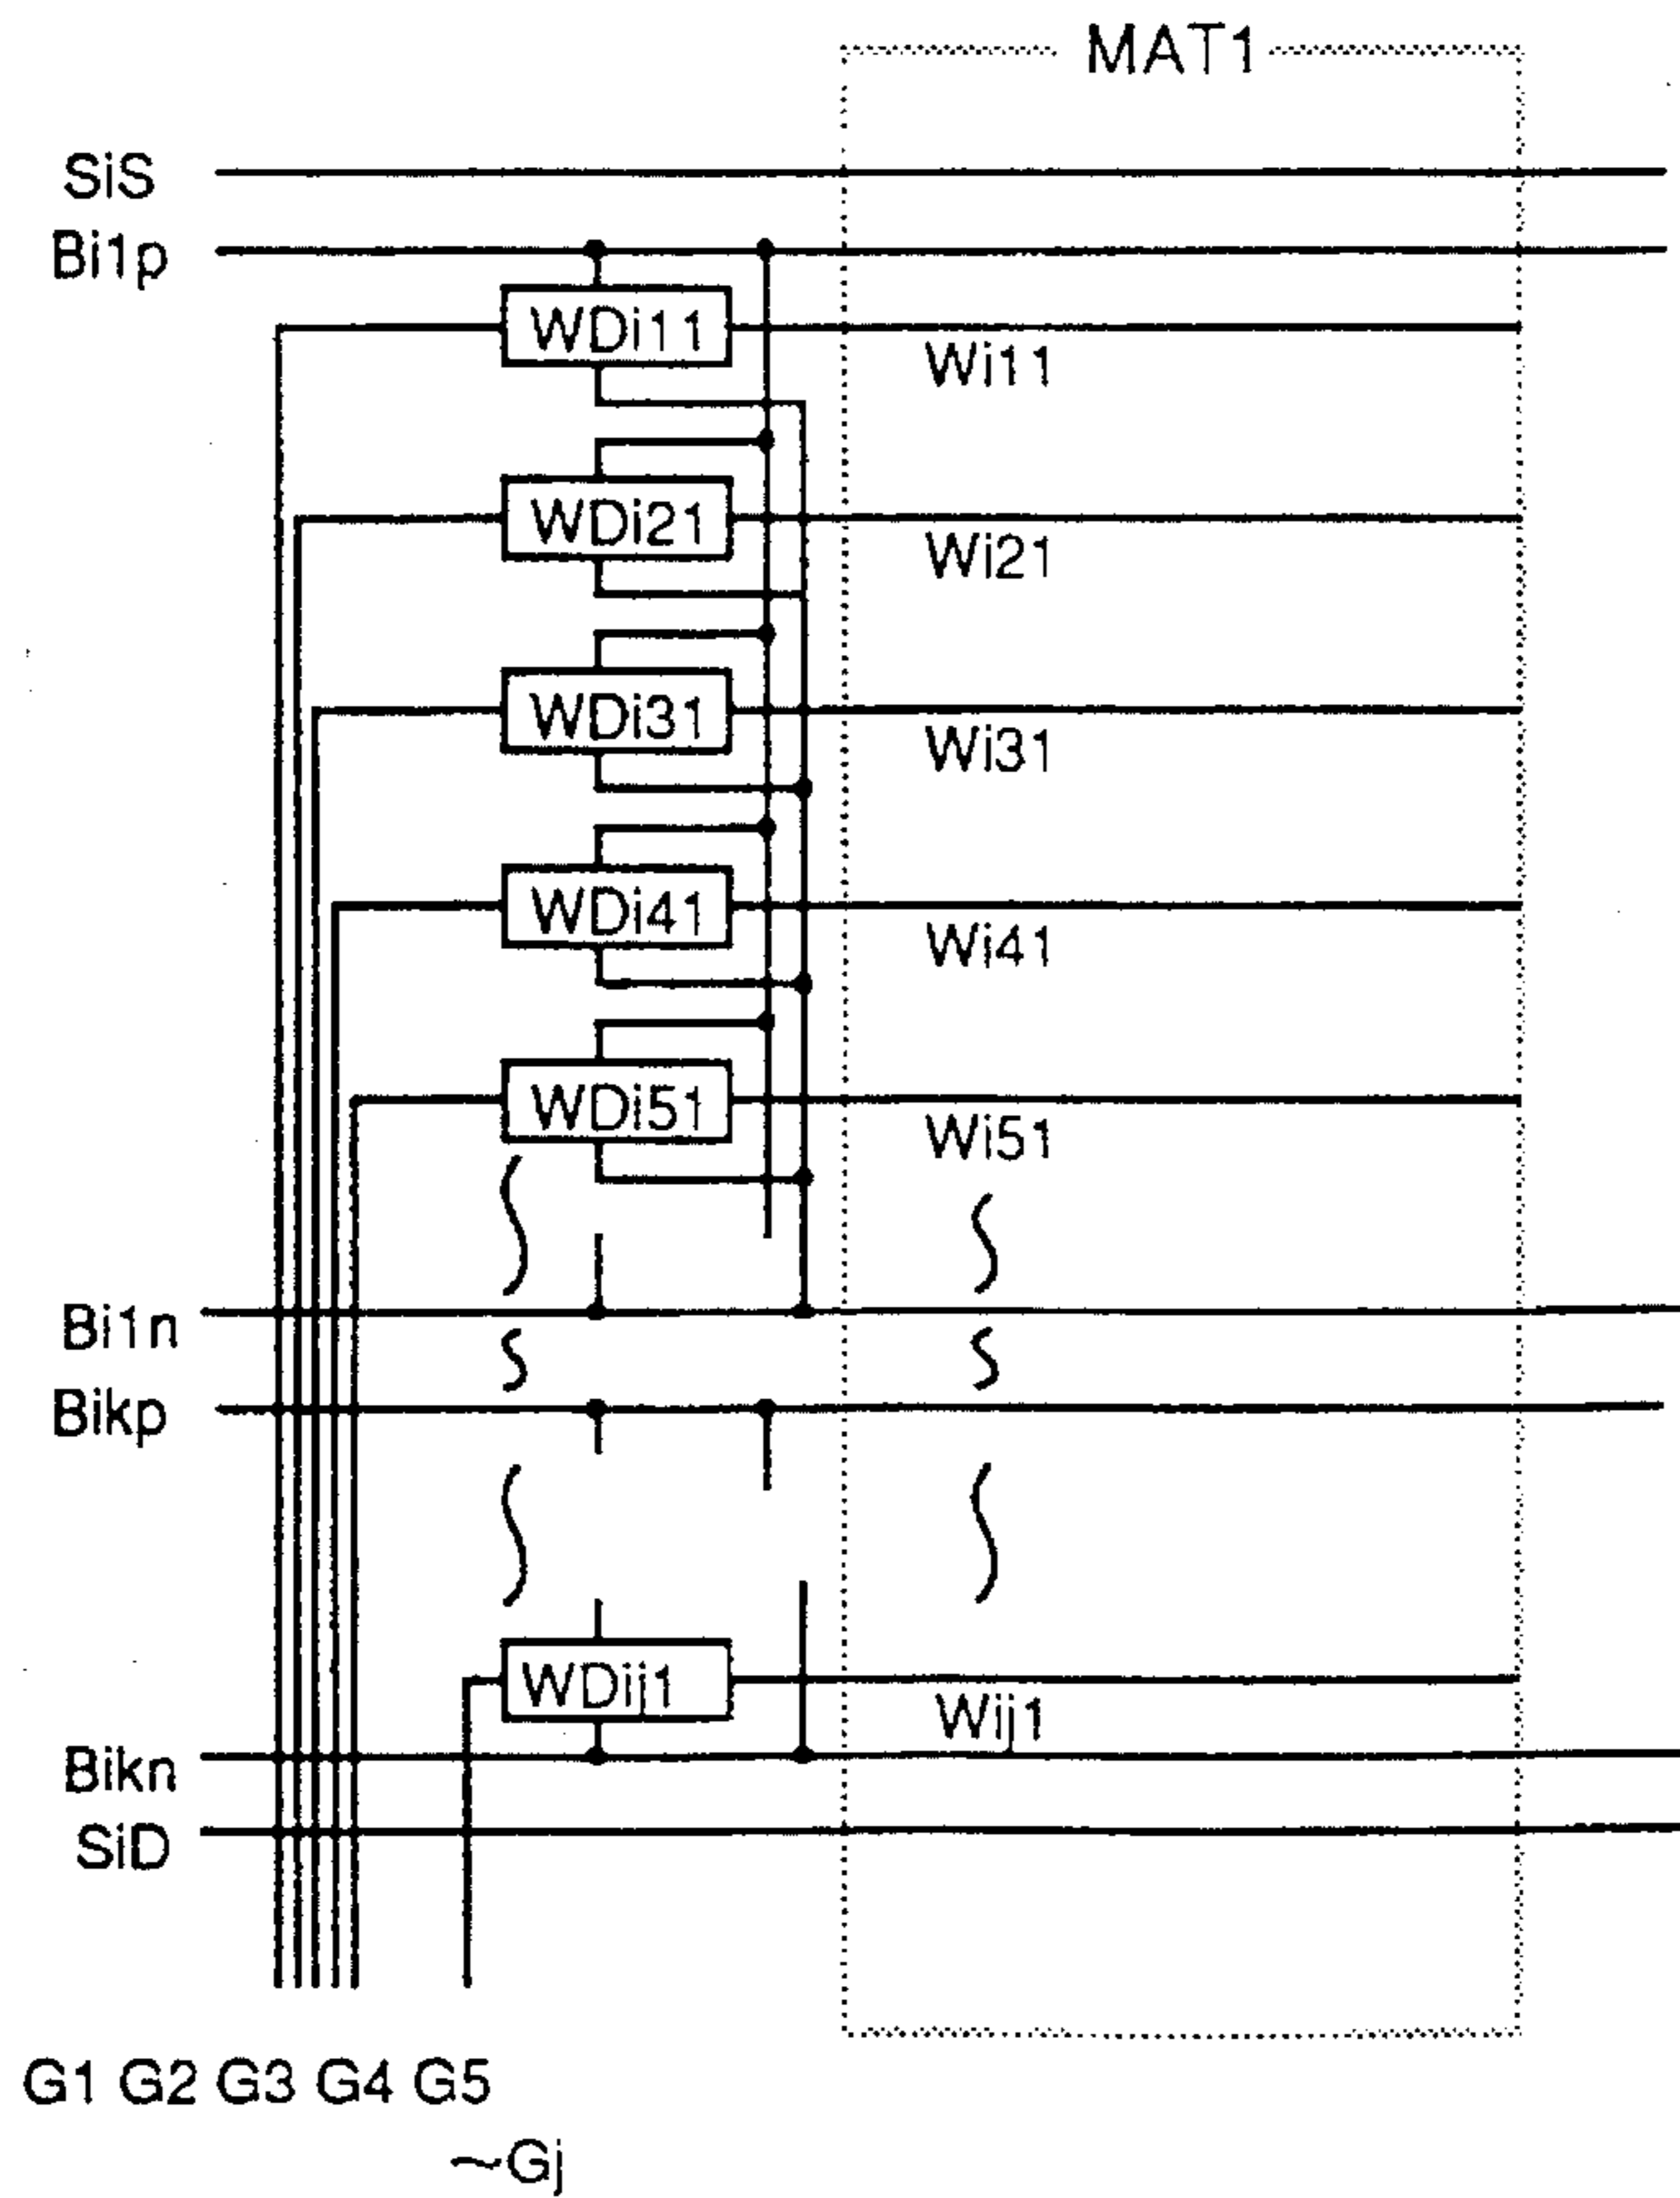 MAT1
SiS
Bi1p
WDi11
Wi11
WDi21
Wi21
WDi31
Wi31
WDi41
Wi41
WDi51
Wi51
Bi1n
Bikp
WDij1
Wij1
Bikn
SiD
G1 G2 G3 G4 G5
~Gj